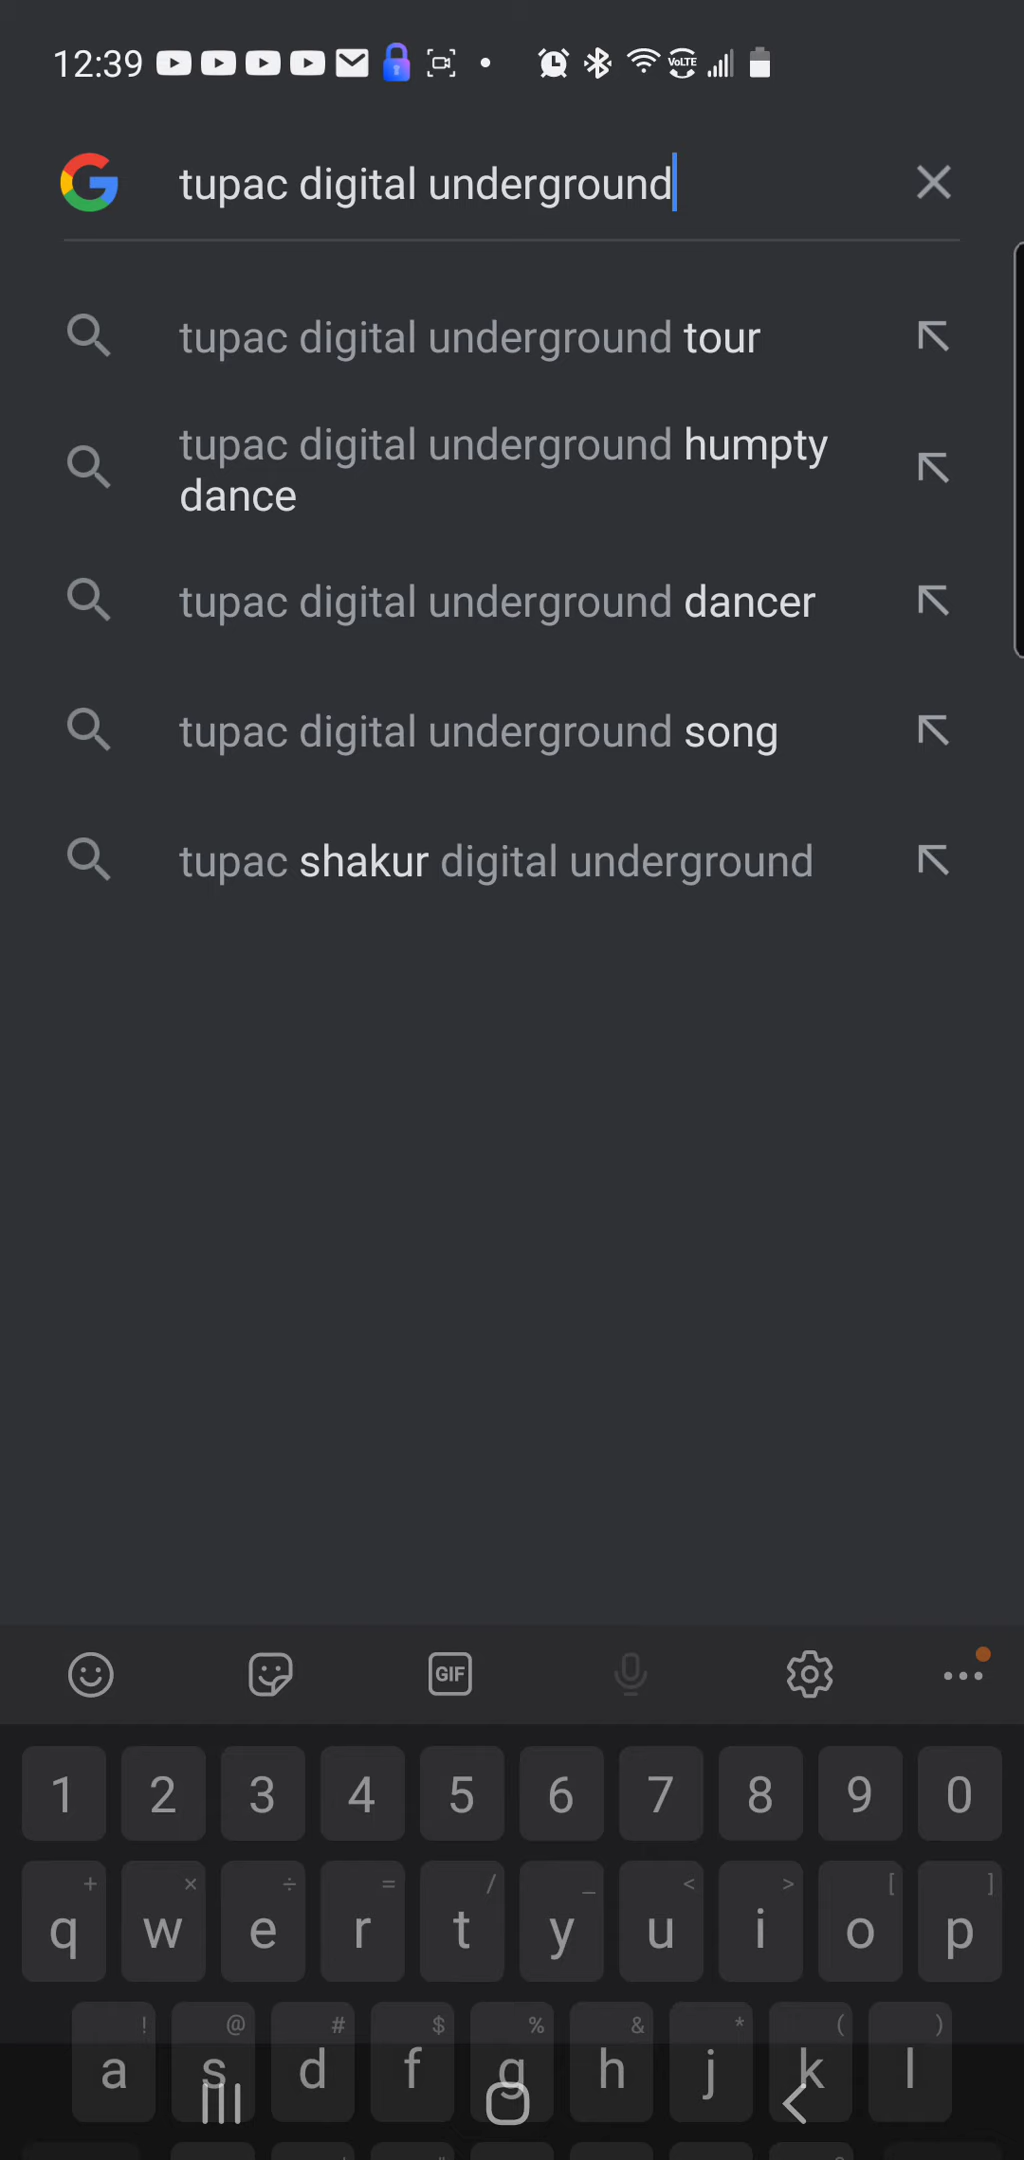 12:39
VoLTE
tupac digital underground
tupac digital underground tour
tupac digital underground humpty
dance
tupac digital underground dancer
tupac digital underground song
tupac shakur digital underground
GIF
1 2 3 4 5 6 7 8 9 0
+ × ÷ = / _ < > [ ]
q w e r t y u i o p
! @ # $ % & * ( )
a s d f g h j k l